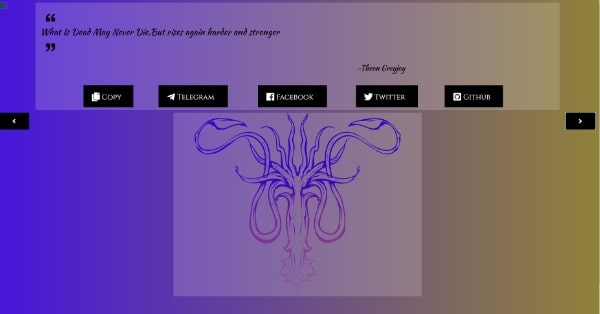 ❝
What Is Dead May Never Die.But rises again harder and stronger
❞
-Theon Greyjoy
Copy Telegram Facebook Twitter Github